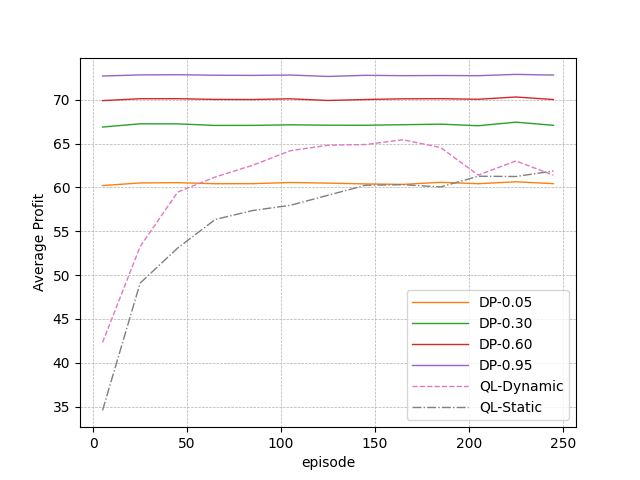 70
65
60
55
50
45
40
35
Average Profit
DP-0.05
DP-0.30
DP-0.60
DP-0.95
QL-Dynamic
QL-Static
0 50 100 150 200 250
episode